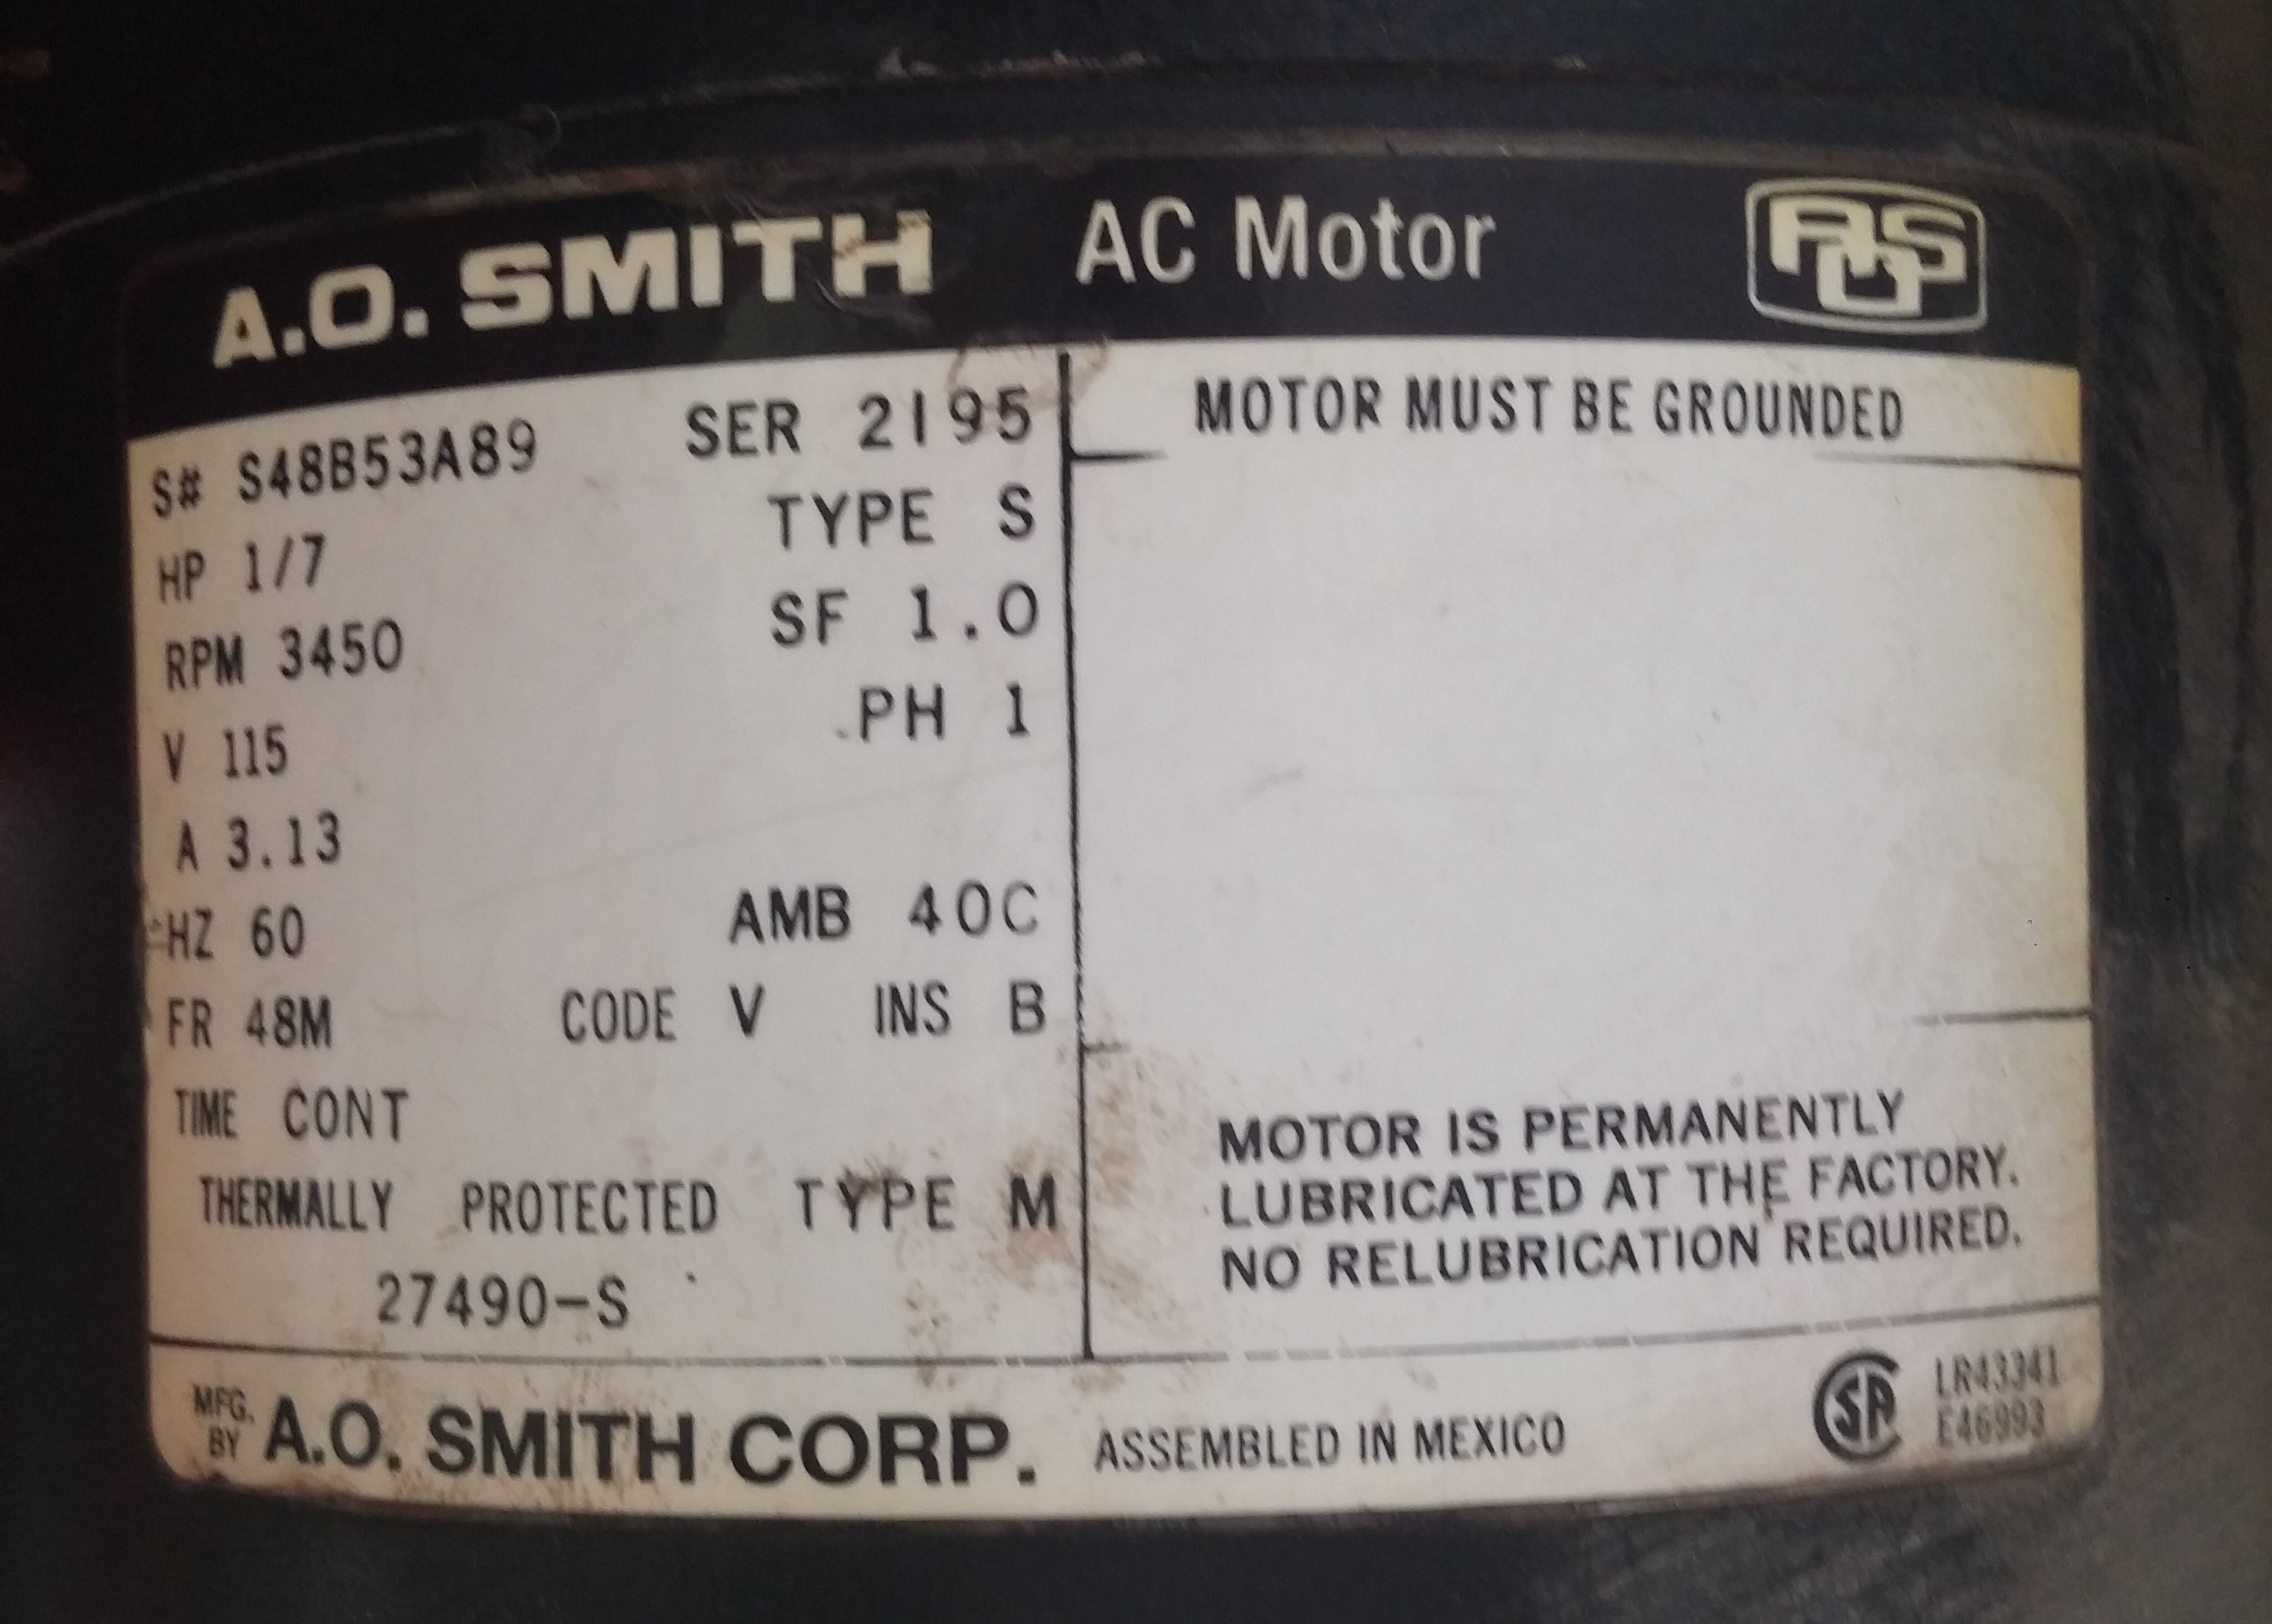 A.O. SMITH AC Motor AOS
S# S48B53A89 SER 2195
HP 1/7 TYPE S
RPM 3450 SF 1.0
V 115 PH 1
A 3.13
HZ 60 AMB 40C
FR 48M CODE V INS B
TIME CONT
THERMALLY PROTECTED TYPE M
27490-S
MOTOR MUST BE GROUNDED
MOTOR IS PERMANENTLY
LUBRICATED AT THE FACTORY.
NO RELUBRICATION REQUIRED.
MFG.
BY A.O. SMITH CORP. ASSEMBLED IN MEXICO
SA LR43341
E46993